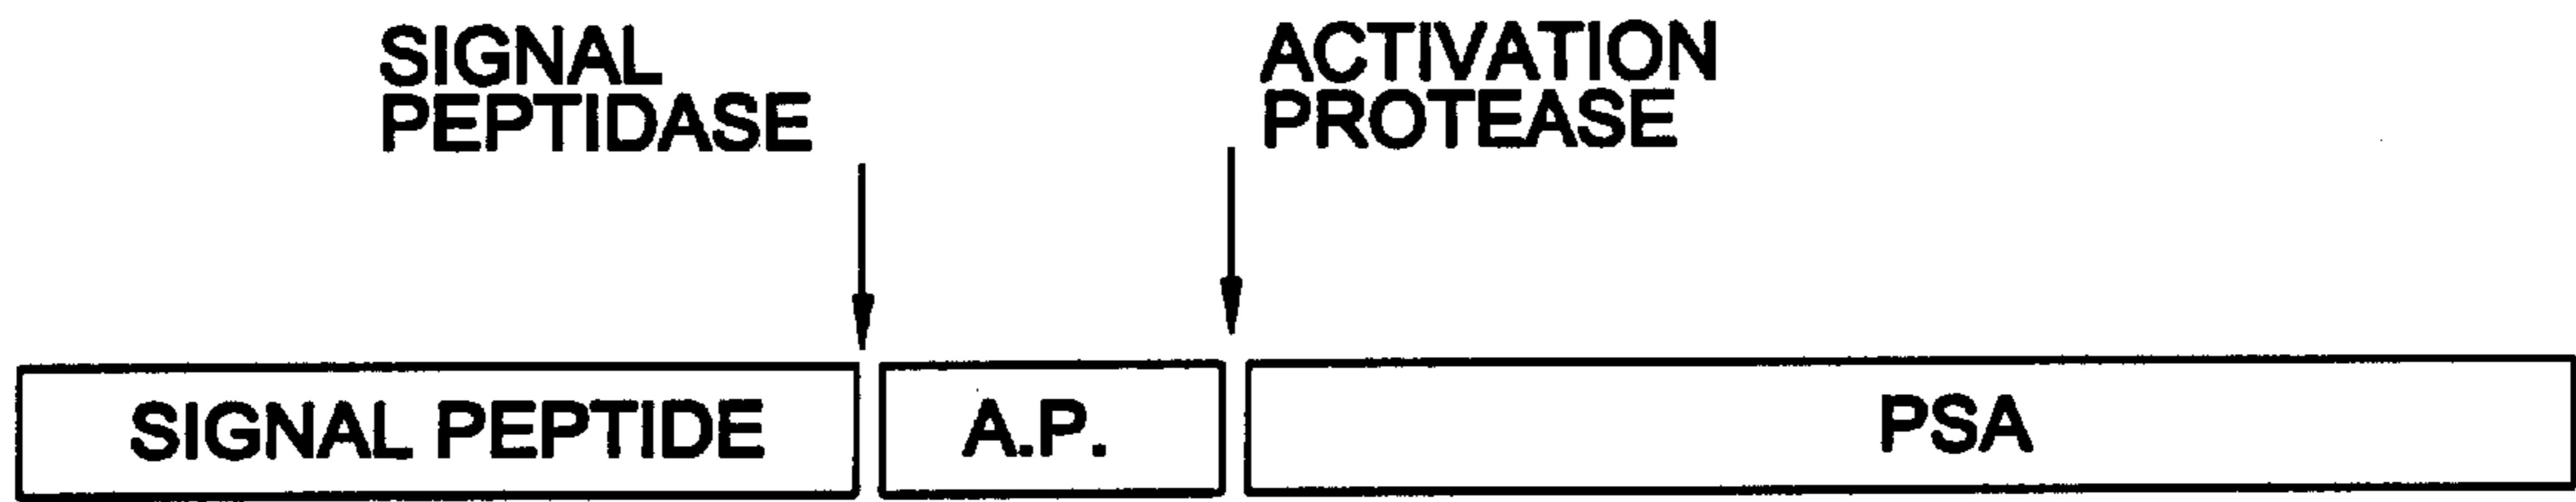 SIGNAL
PEPTIDASE
ACTIVATION
PROTEASE
SIGNAL PEPTIDE
A.P.
PSA